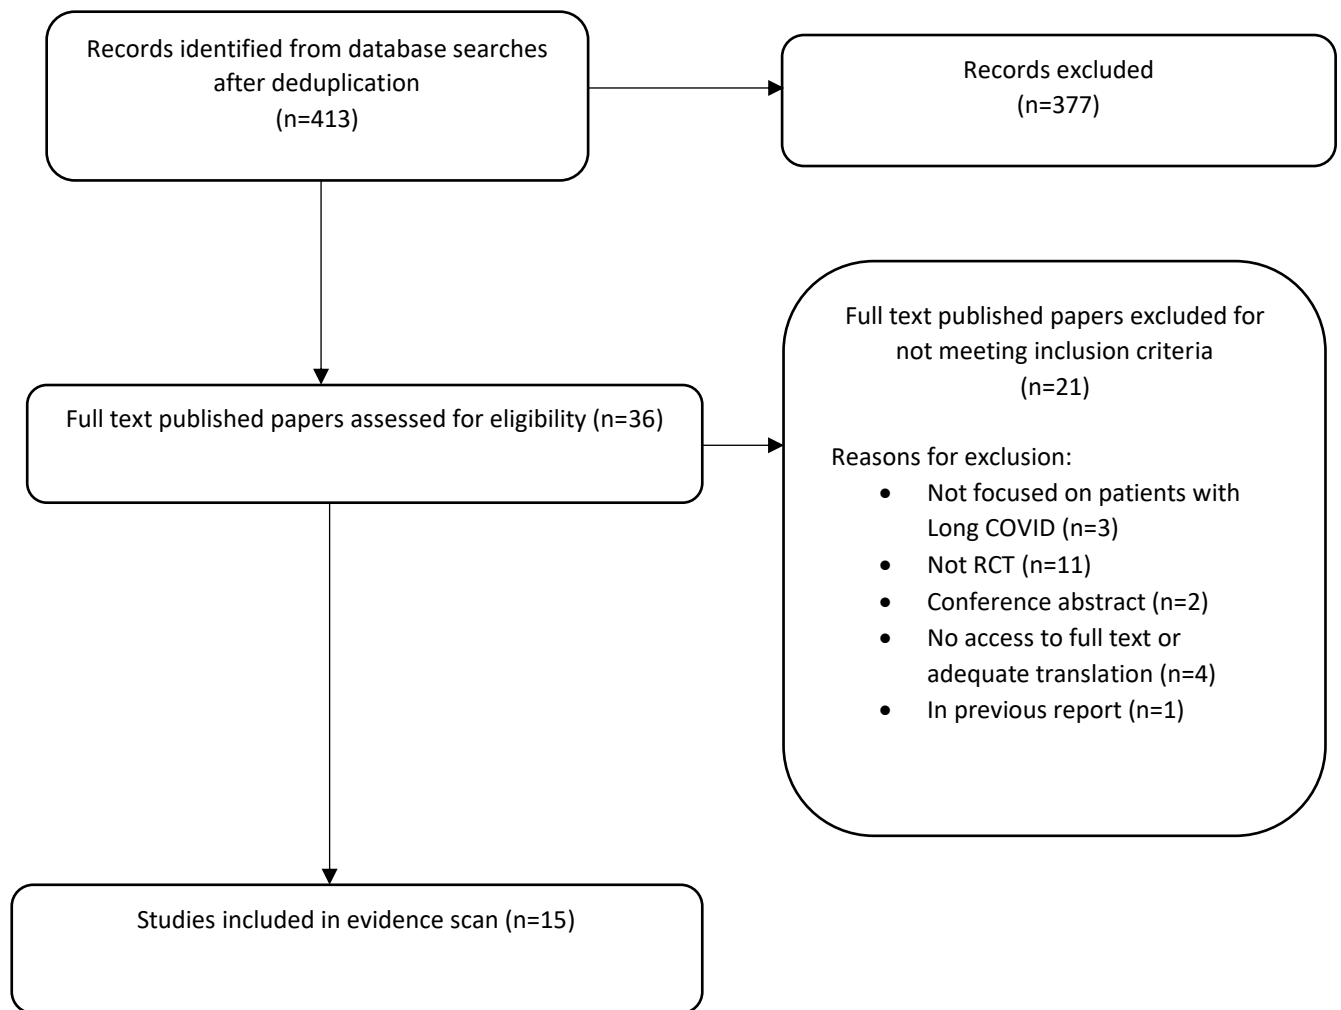 Records identified from database searches
after deduplication
(n=413)
Records excluded
(n=377)
Full text published papers assessed for eligibility (n=36)
Full text published papers excluded for
not meeting inclusion criteria
(n=21)
Reasons for exclusion:
• Not focused on patients with
Long COVID (n=3)
• Not RCT (n=11)
• Conference abstract (n=2)
• No access to full text or
adequate translation (n=4)
• In previous report (n=1)
Studies included in evidence scan (n=15)